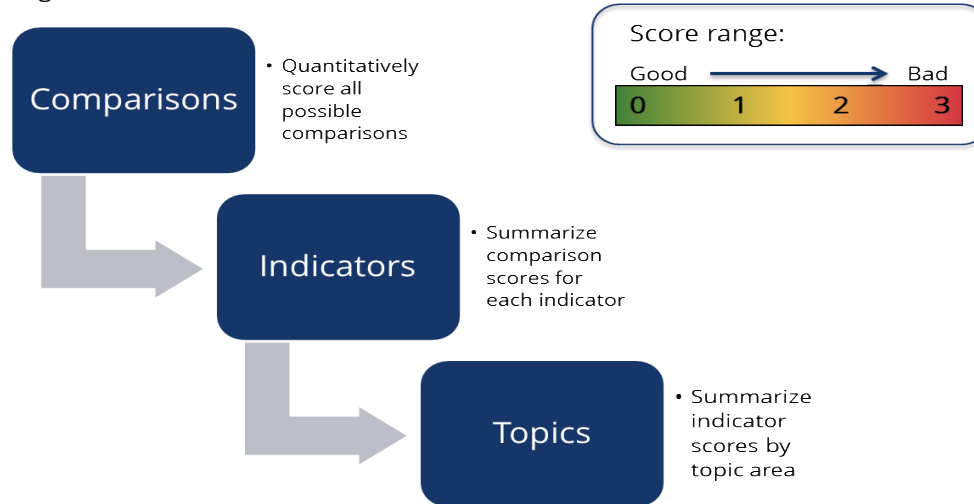 Score range:
Good
Bad
0 1 2 3
Comparisons
• Quantitatively
score all
possible
comparisons
Indicators
• Summarize
comparison
scores for
each indicator
Topics
• Summarize
indicator
scores by
topic area